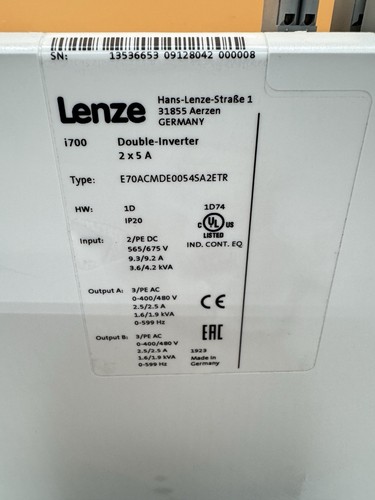 SN: 13536653 09128042 000008
Lenze
Hans-Lenze-Straße 1
31855 Aerzen
GERMANY
i700 Double-Inverter
2 x 5 A
Type: E70ACMDE0054SA2ETR
HW: 1D 1D74
IP20
C UL US
LISTED
IND. CONT. EQ
Input: 2/PE DC
565/675 V
9.3/9.2 A
3.6/4.2 kVA
Output A: 3/PE AC
0-400/480 V
2.5/2.5 A
1.6/1.9 kVA
0-599 Hz
CE
Output B: 3/PE AC
0-400/480 V
2.5/2.5 A
1.6/1.9 kVA
0-599 Hz
EAC
1923
Made in
Germany